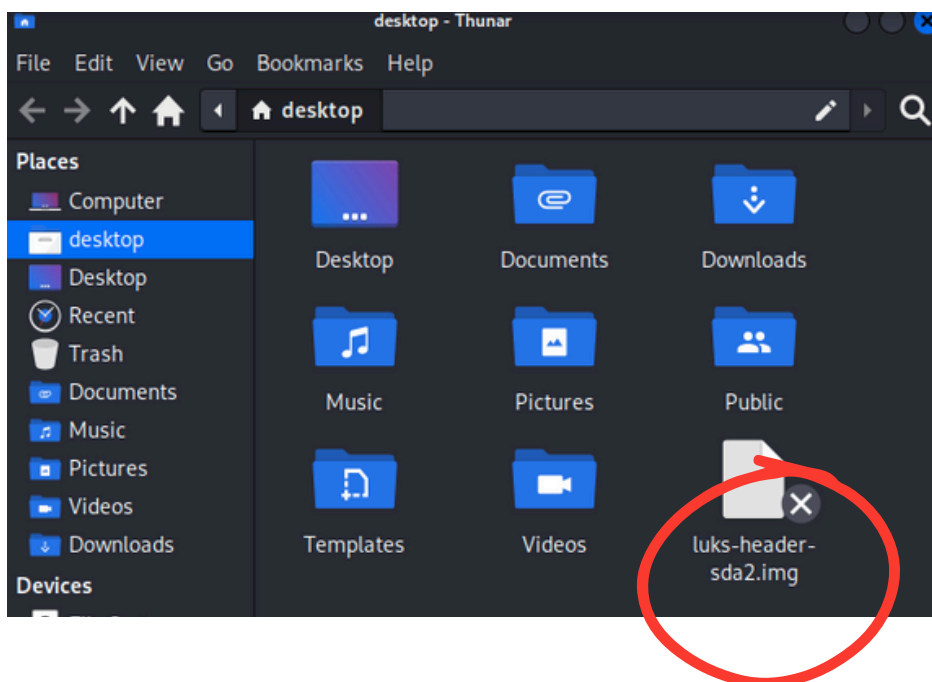 desktop - Thunar
File Edit View Go Bookmarks Help
desktop
Places
Computer
desktop
Desktop
Recent
Trash
Documents
Music
Pictures
Videos
Downloads
Devices
Desktop
Documents
Downloads
Music
Pictures
Public
Templates
Videos
luks-header-
sda2.img